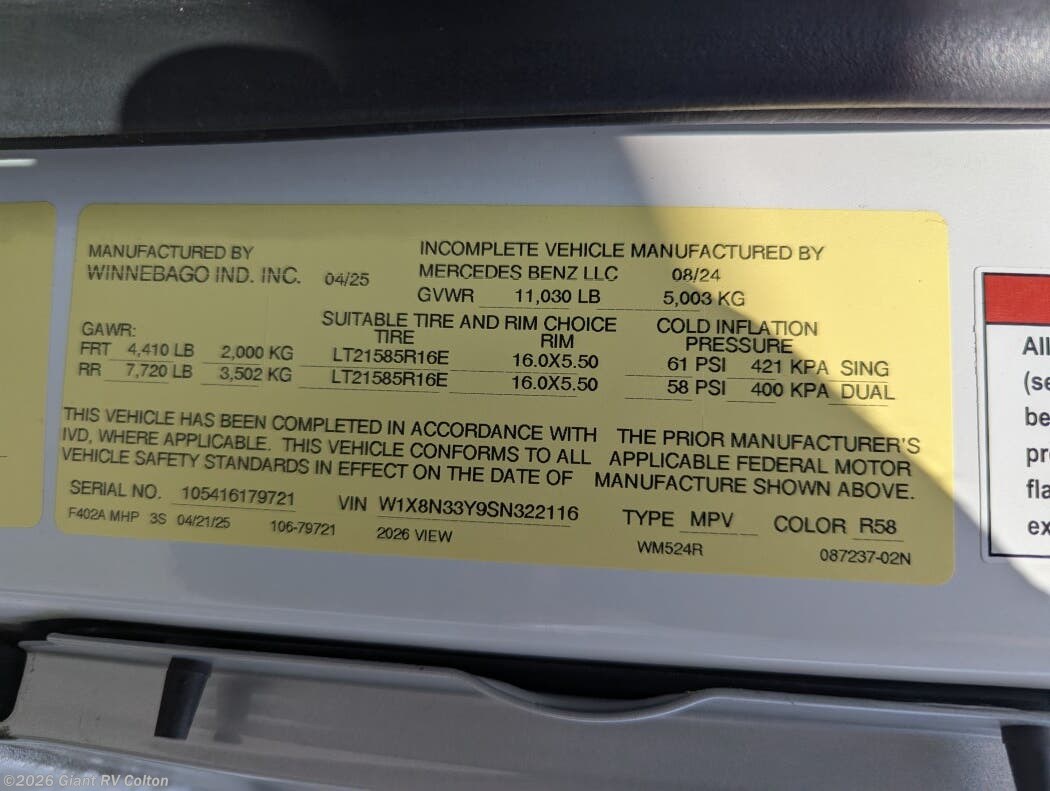 MANUFACTURED BY
WINNEBAGO IND. INC. 04/25
INCOMPLETE VEHICLE MANUFACTURED BY
MERCEDES BENZ LLC 08/24
GVWR 11,030 LB 5,003 KG
GAWR: SUITABLE TIRE AND RIM CHOICE COLD INFLATION
TIRE RIM PRESSURE
FRT 4,410 LB 2,000 KG LT21585R16E 16.0X5.50 61 PSI 421 KPA SING
RR 7,720 LB 3,502 KG LT21585R16E 16.0X5.50 58 PSI 400 KPA DUAL
THIS VEHICLE HAS BEEN COMPLETED IN ACCORDANCE WITH THE PRIOR MANUFACTURER'S
IVD, WHERE APPLICABLE. THIS VEHICLE CONFORMS TO ALL APPLICABLE FEDERAL MOTOR
VEHICLE SAFETY STANDARDS IN EFFECT ON THE DATE OF MANUFACTURE SHOWN ABOVE.
SERIAL NO. 105416179721 VIN W1X8N33Y9SN322116 TYPE MPV COLOR R58
F402A MHP 3S 04/21/25 106-79721 2026 VIEW WM524R 087237-02N
All
(se
be
pr
fla
ex
©2026 Giant RV Colton